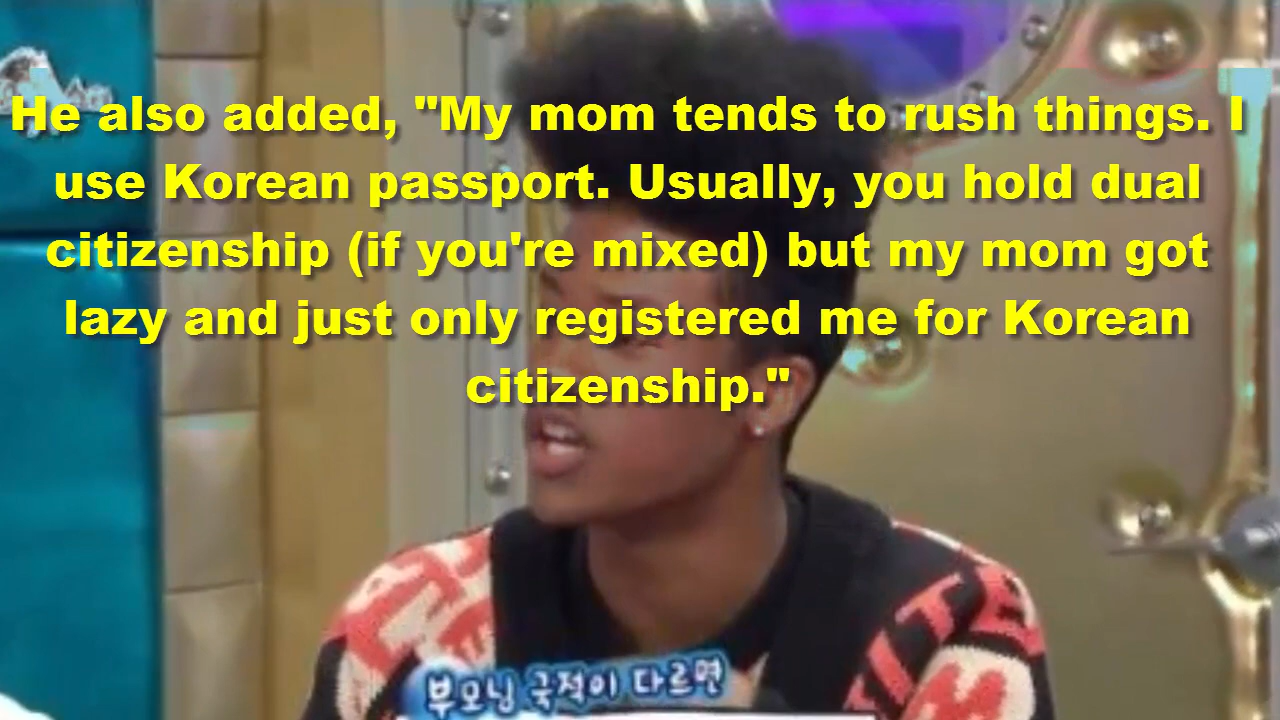 He also added, "My mom tends to rush things. I
use Korean passport. Usually, you hold dual
citizenship (if you're mixed) but my mom got
lazy and just only registered me for Korean
citizenship."
부모님 국적이 다르면